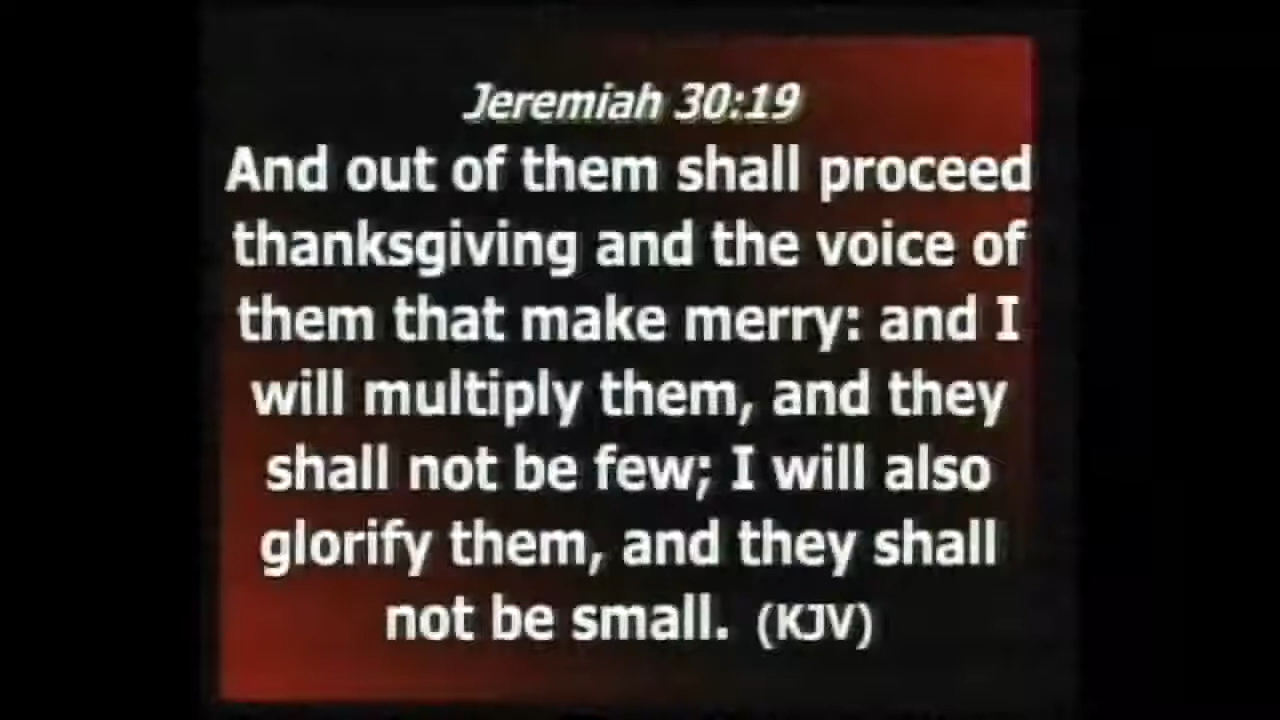 Jeremiah 30:19
And out of them shall proceed
thanksgiving and the voice of
them that make merry: and I
will multiply them, and they
shall not be few; I will also
glorify them, and they shall
not be small. (KJV)